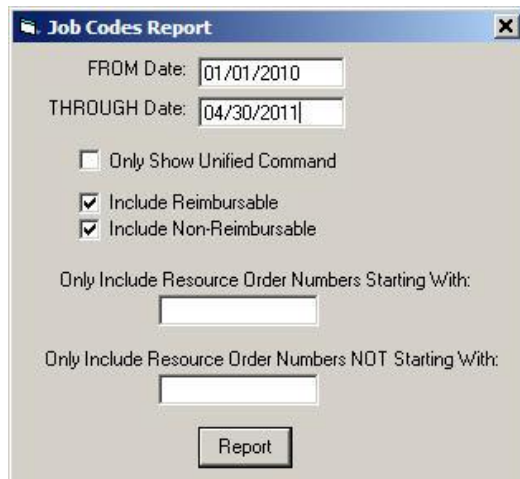 Job Codes Report
FROM Date: 01/01/2010
THROUGH Date: 04/30/2011
Only Show Unified Command
Include Reimbursable
Include Non-Reimbursable
Only Include Resource Order Numbers Starting With:
Only Include Resource Order Numbers NOT Starting With:
Report